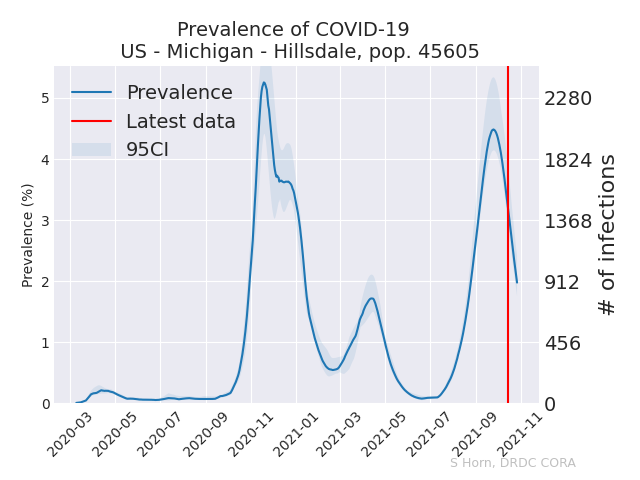 Prevalence of COVID-19
US - Michigan - Hillsdale, pop. 45605
Prevalence
Latest data
95CI
Prevalence (%)
5
4
3
2
1
0
2280
1824
1368
912
456
0
# of infections
2020-03
2020-05
2020-07
2020-09
2020-11
2021-01
2021-03
2021-05
2021-07
2021-09
2021-11
S Horn, DRDC CORA